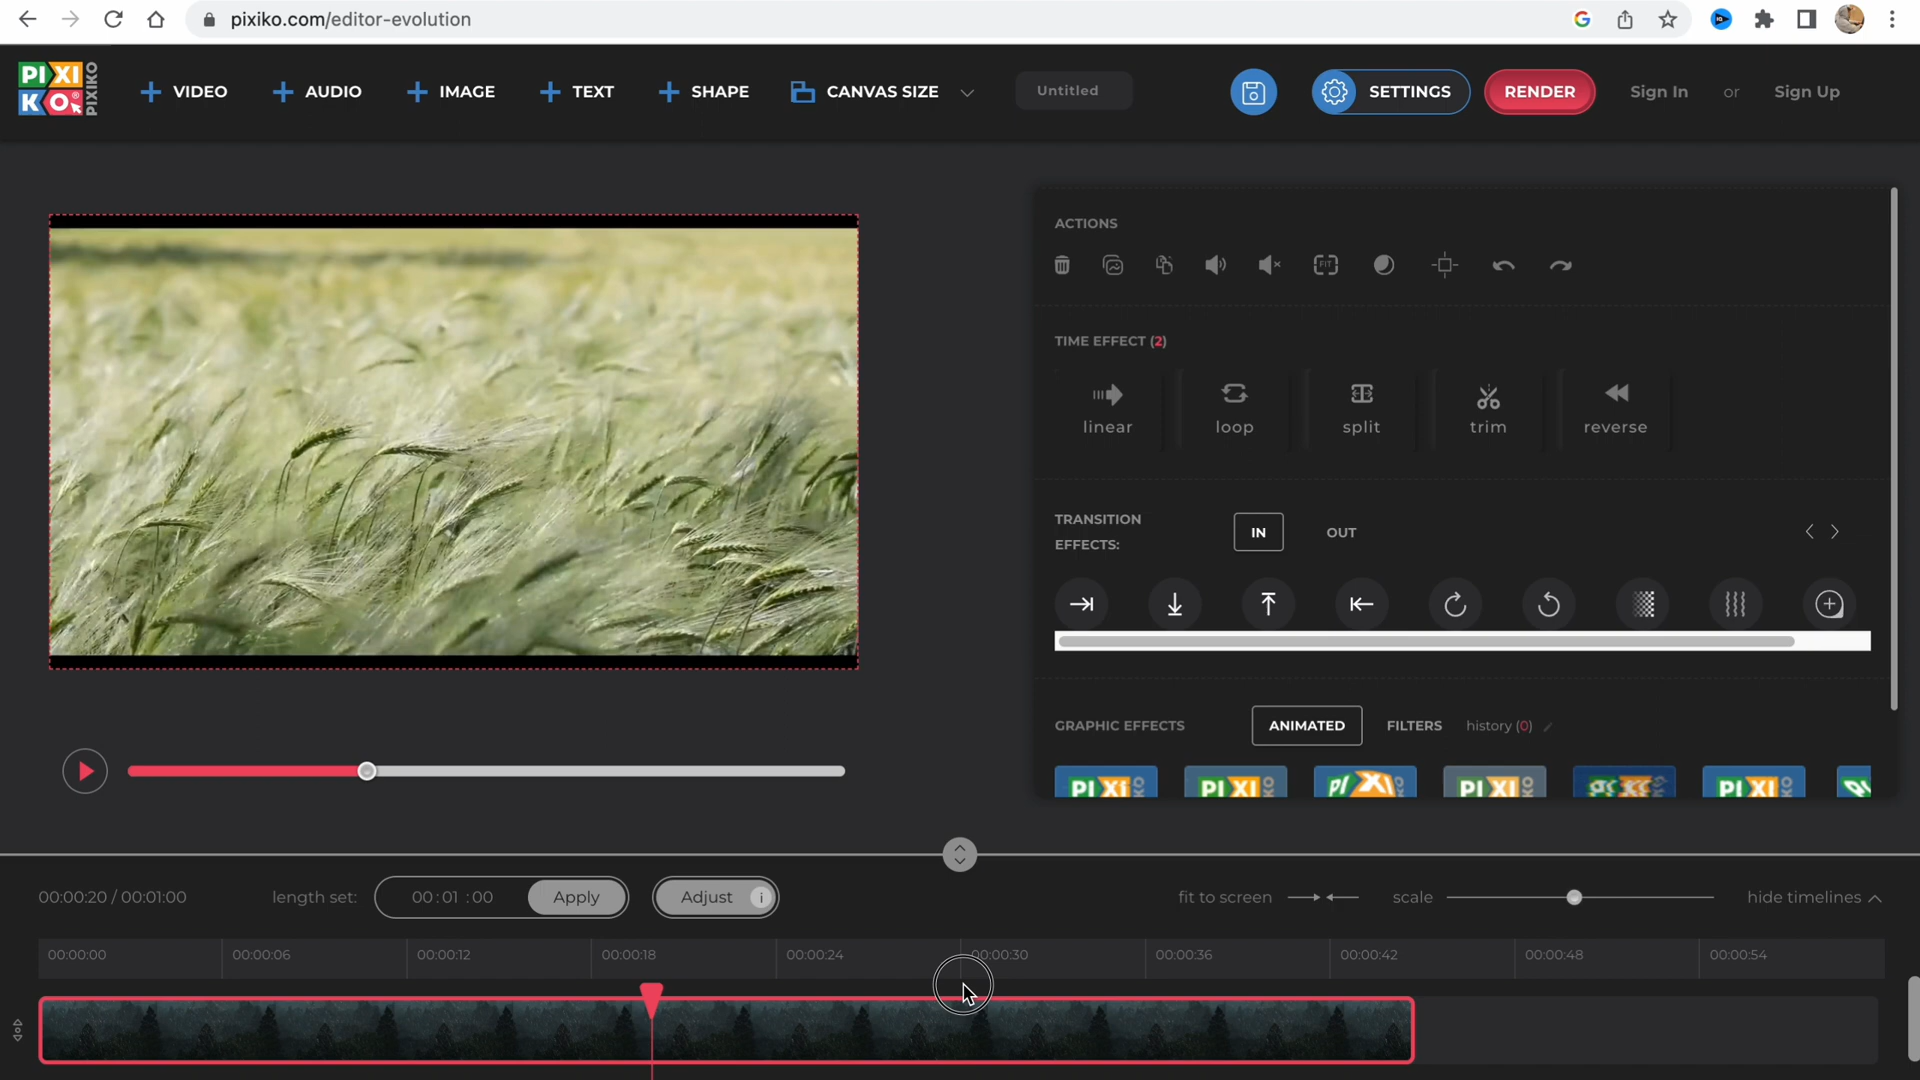 pixiko.com/editor-evolution
PIXIKO
PIXIKO
VIDEO
AUDIO
IMAGE
TEXT
SHAPE
CANVAS SIZE
Untitled
SETTINGS
RENDER
Sign In
or
Sign Up
ACTIONS
FIT
TIME EFFECT (2)
linear
loop
split
trim
reverse
TRANSITION
EFFECTS:
IN
OUT
GRAPHIC EFFECTS
ANIMATED
FILTERS
history (0)
00:00:20 / 00:01:00
length set:
00 :01 :00
Apply
Adjust
i
fit to screen
scale
hide timelines
00:00:00
00:00:06
00:00:12
00:00:18
00:00:24
00:00:30
00:00:36
00:00:42
00:00:48
00:00:54